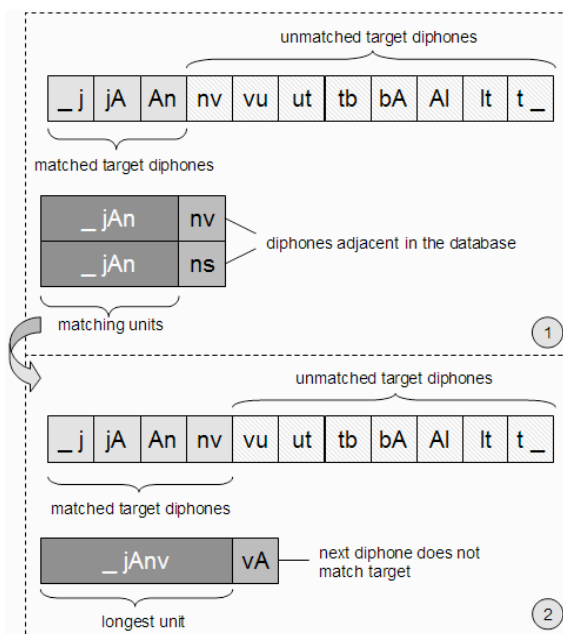 unmatched target diphones
_ j jA An nv vu ut tb bA Al lt t _
matched target diphones
_ jAn nv
diphones adjacent in the database
_ jAn ns
matching units
1
unmatched target diphones
_ j jA An nv vu ut tb bA Al lt t _
matched target diphones
_ jAnv vA
next diphone does not
match target
longest unit
2